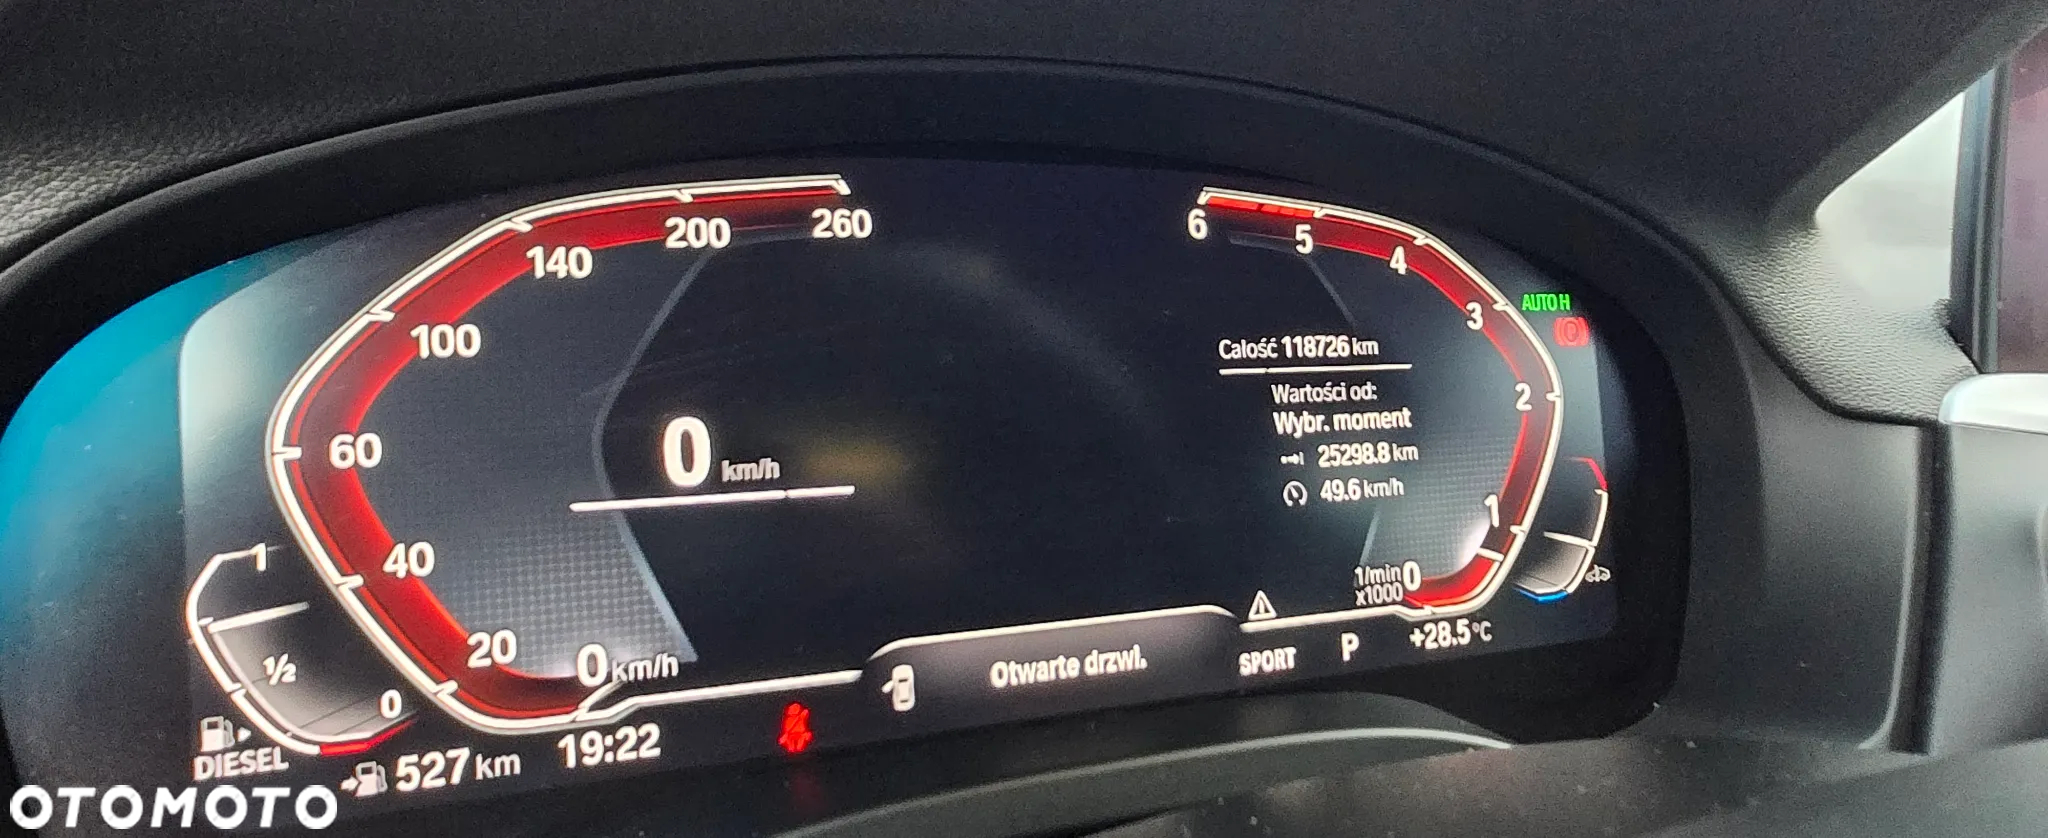 260
200
140
100
60
40
20
0 km/h
6
5
4
3
2
1
0
1/min
x1000
AUTO H
P
Całość 118726 km
Wartości od:
Wybr. moment
25298.8 km
49.6 km/h
0 km/h
1
1/2
0
DIESEL
527 km
19:22
Otwarte drzwi.
SPORT
P
+28.5°C
OTOMOTO